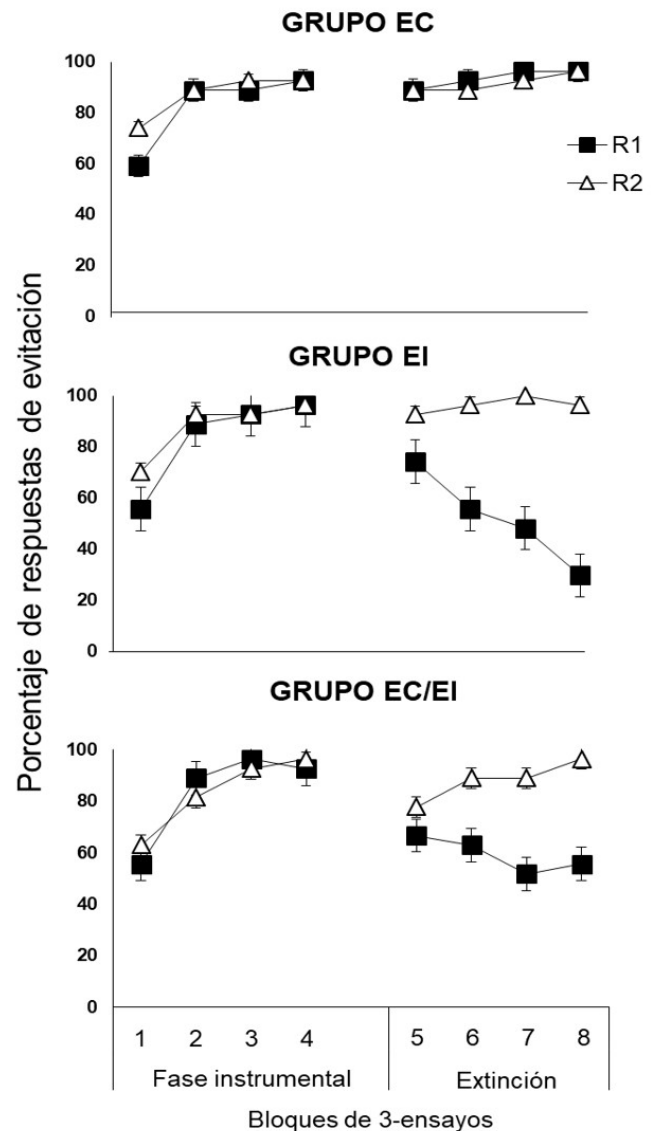 GRUPO EC
100
80
60
40
20
0
R1
R2
GRUPO EI
100
80
60
40
20
0
GRUPO EC/EI
100
80
60
40
20
0
Porcentaje de respuestas de evitación
1 2 3 4 5 6 7 8
Fase instrumental Extinción
Bloques de 3-ensayos